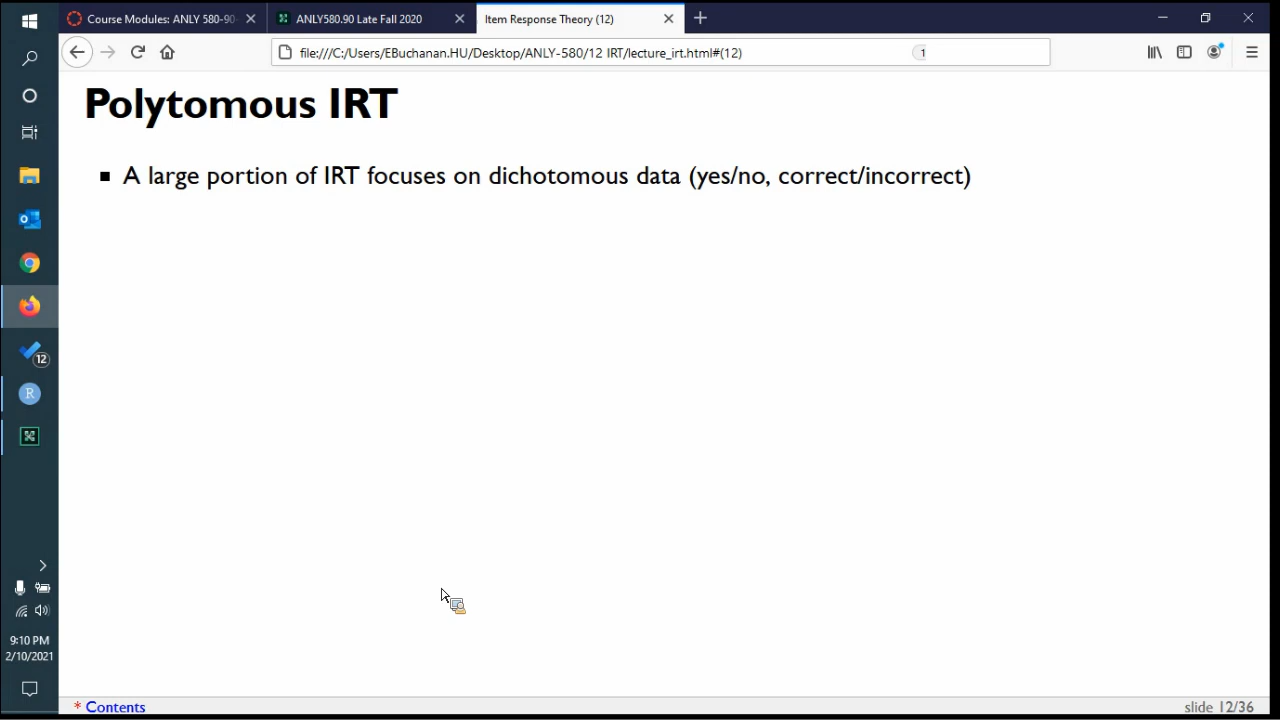 Course Modules: ANLY 580-90-
ANLY580.90 Late Fall 2020
Item Response Theory (12)
file:///C:/Users/EBuchanan.HU/Desktop/ANLY-580/12 IRT/lecture_irt.html#(12)
1
Polytomous IRT
▪ A large portion of IRT focuses on dichotomous data (yes/no, correct/incorrect)
12
R
9:10 PM
2/10/2021
* Contents
slide 12/36